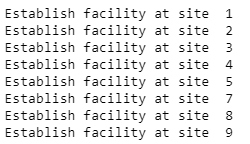 Establish facility at site  1
Establish facility at site  2
Establish facility at site  3
Establish facility at site  4
Establish facility at site  5
Establish facility at site  7
Establish facility at site  8
Establish facility at site  9